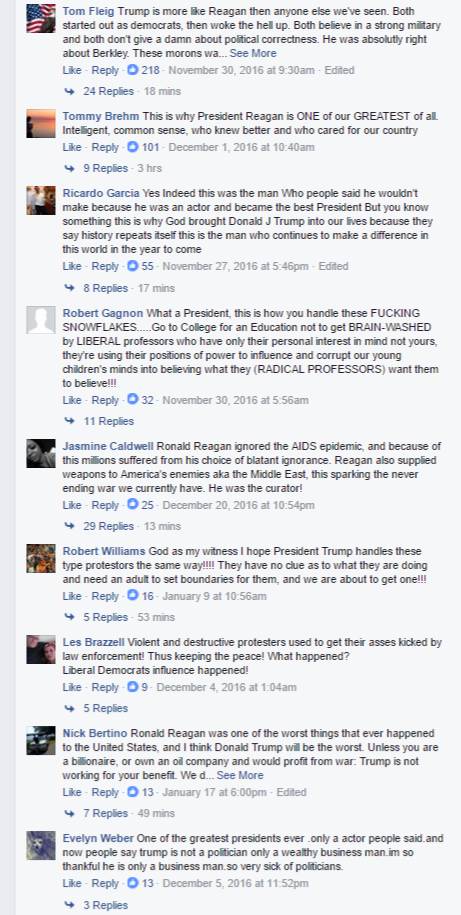 Tom Fleig Trump is more like Reagan then anyone else we've seen. Both
started out as democrats, then woke the hell up. Both believe in a strong military
and both don't give a damn about political correctness. He was absolutly right
about Berkley. These morons wa... See More
Like · Reply · 218 · November 30, 2016 at 9:30am · Edited
24 Replies · 18 mins
Tommy Brehm This is why President Reagan is ONE of our GREATEST of all.
Intelligent, common sense, who knew better and who cared for our country
Like · Reply · 101 · December 1, 2016 at 10:40am
9 Replies · 3 hrs
Ricardo Garcia Yes Indeed this was the man Who people said he wouldn't
make because he was an actor and became the best President But you know
something this is why God brought Donald J Trump into our lives because they
say history repeats itself this is the man who continues to make a difference in
this world in the year to come
Like · Reply · 55 · November 27, 2016 at 5:46pm · Edited
8 Replies · 17 mins
Robert Gagnon What a President, this is how you handle these FUCKING
SNOWFLAKES.....Go to College for an Education not to get BRAIN-WASHED
by LIBERAL professors who have only their personal interest in mind not yours,
they're using their positions of power to influence and corrupt our young
children's minds into believing what they (RADICAL PROFESSORS) want them
to believe!!!
Like · Reply · 32 · November 30, 2016 at 5:56am
11 Replies
Jasmine Caldwell Ronald Reagan ignored the AIDS epidemic, and because of
this millions suffered from his choice of blatant ignorance. Reagan also supplied
weapons to America's enemies aka the Middle East, this sparking the never
ending war we currently have. He was the curator!
Like · Reply · 25 · December 20, 2016 at 10:54pm
29 Replies · 13 mins
Robert Williams God as my witness I hope President Trump handles these
type protestors the same way!!!! They have no clue as to what they are doing
and need an adult to set boundaries for them, and we are about to get one!!!
Like · Reply · 16 · January 9 at 10:56am
5 Replies · 53 mins
Les Brazzell Violent and destructive protesters used to get their asses kicked by
law enforcement! Thus keeping the peace! What happened?
Liberal Democrats influence happened!
Like · Reply · 9 · December 4, 2016 at 1:04am
5 Replies
Nick Bertino Ronald Reagan was one of the worst things that ever happened
to the United States, and I think Donald Trump will be the worst. Unless you are
a billionaire, or own an oil company and would profit from war: Trump is not
working for your benefit. We d... See More
Like · Reply · 13 · January 17 at 6:00pm · Edited
7 Replies · 49 mins
Evelyn Weber One of the greatest presidents ever .only a actor people said.and
now people say trump is not a politician only a wealthy business man.im so
thankful he is only a business man.so very sick of politicians.
Like · Reply · 13 · December 5, 2016 at 11:52pm
3 Replies